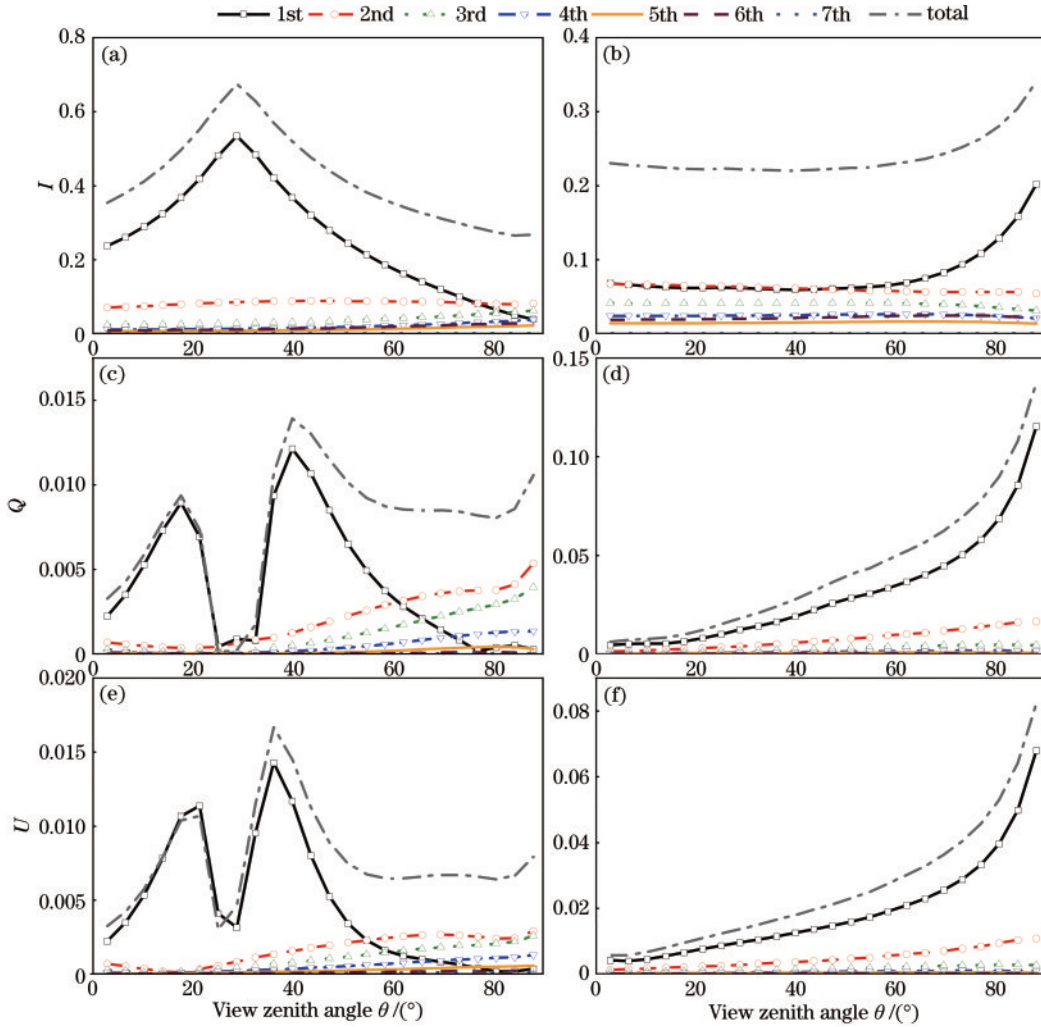 1st 2nd 3rd 4th 5th 6th 7th total
(a) (b)
0.8 0.6 0.4 0.2 0
I
0.4 0.3 0.2 0.1 0
0 20 40 60 80
0 20 40 60 80
(c) (d)
0.015 0.010 0.005 0
Q
0.15 0.10 0.05 0
0 20 40 60 80
0 20 40 60 80
(e) (f)
0.020 0.015 0.010 0.005 0
U
0.08 0.06 0.04 0.02 0
0 20 40 60 80
0 20 40 60 80
View zenith angle θ/(°) View zenith angle θ/(°)